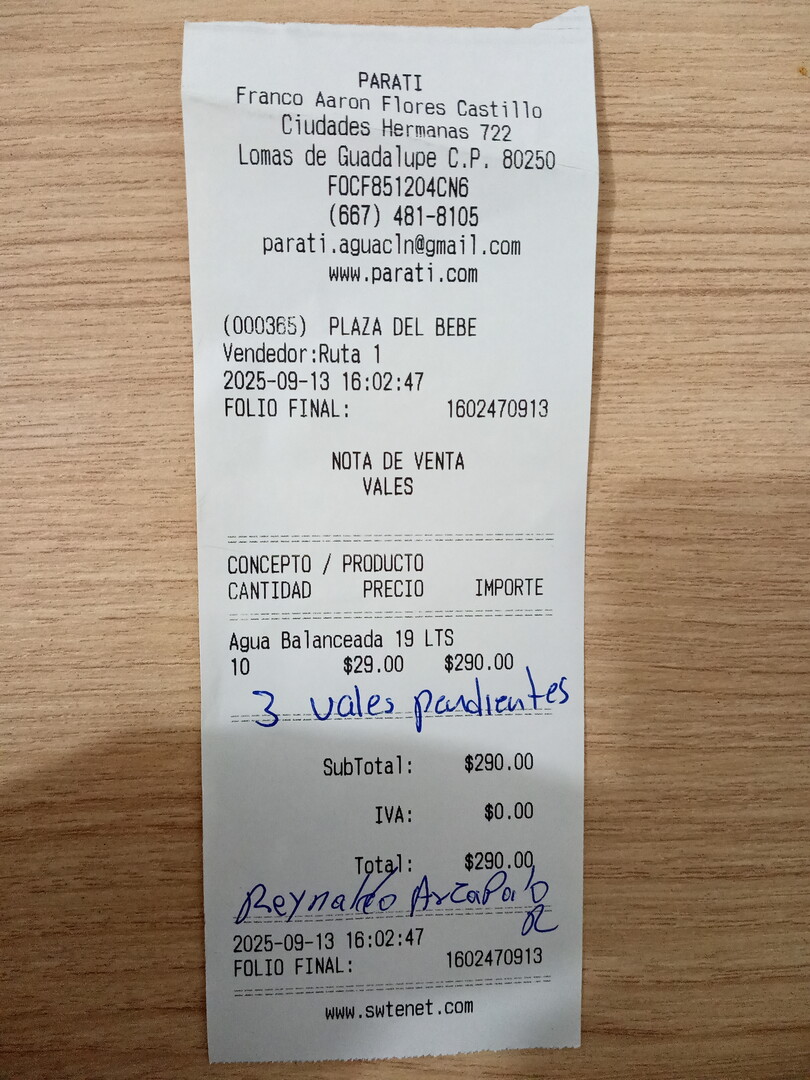 PARATI
Franco Aaron Flores Castillo
Ciudades Hermanas 722
Lomas de Guadalupe C.P. 80250
FOCF851204CN6
(667) 481-8105
parati.aguacln@gmail.com
www.parati.com
(000365) PLAZA DEL BEBE
Vendedor:Ruta 1
2025-09-13 16:02:47
FOLIO FINAL: 1602470913
NOTA DE VENTA
VALES
CONCEPTO / PRODUCTO
CANTIDAD PRECIO IMPORTE
Agua Balanceada 19 LTS
10 $29.00 $290.00
3 vales pendientes
SubTotal: $290.00
IVA: $0.00
Total: $290.00
Reynaldo
2025-09-13 16:02:47
FOLIO FINAL: 1602470913
www.swtenet.com